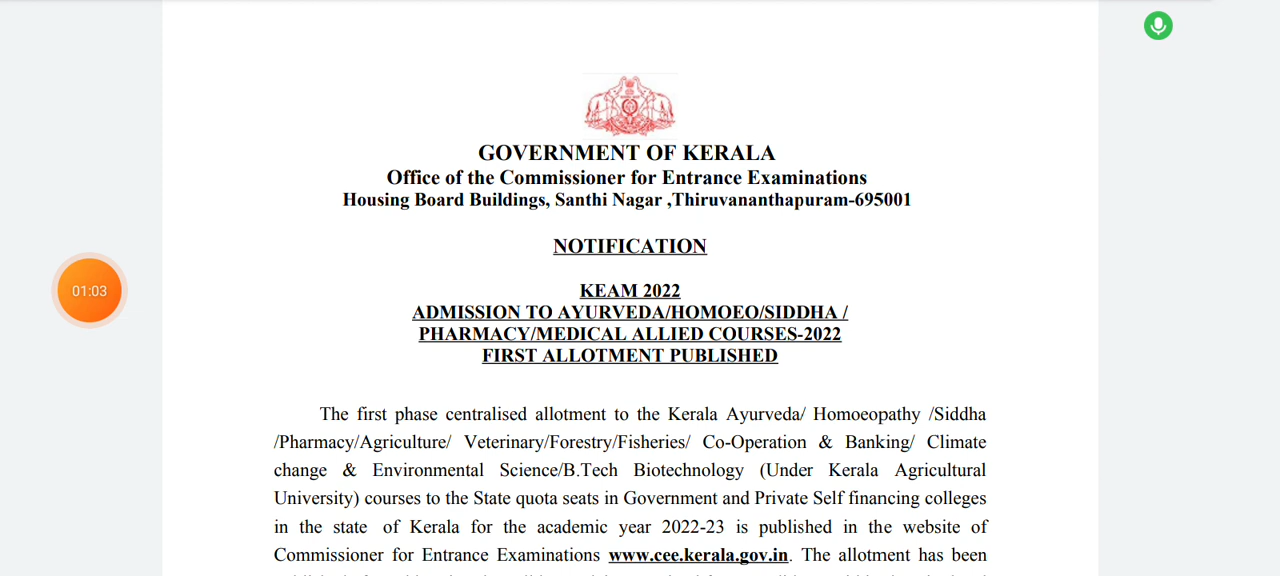 GOVERNMENT OF KERALA
Office of the Commissioner for Entrance Examinations
Housing Board Buildings, Santhi Nagar ,Thiruvananthapuram-695001
NOTIFICATION
01:03
KEAM 2022
ADMISSION TO AYURVEDA/HOMOEO/SIDDHA /
PHARMACY/MEDICAL ALLIED COURSES-2022
FIRST ALLOTMENT PUBLISHED
The first phase centralised allotment to the Kerala Ayurveda/ Homoeopathy /Siddha
/Pharmacy/Agriculture/ Veterinary/Forestry/Fisheries/ Co-Operation & Banking/ Climate
change & Environmental Science/B.Tech Biotechnology (Under Kerala Agricultural
University) courses to the State quota seats in Government and Private Self financing colleges
in the state of Kerala for the academic year 2022-23 is published in the website of
Commissioner for Entrance Examinations www.cee.kerala.gov.in. The allotment has been